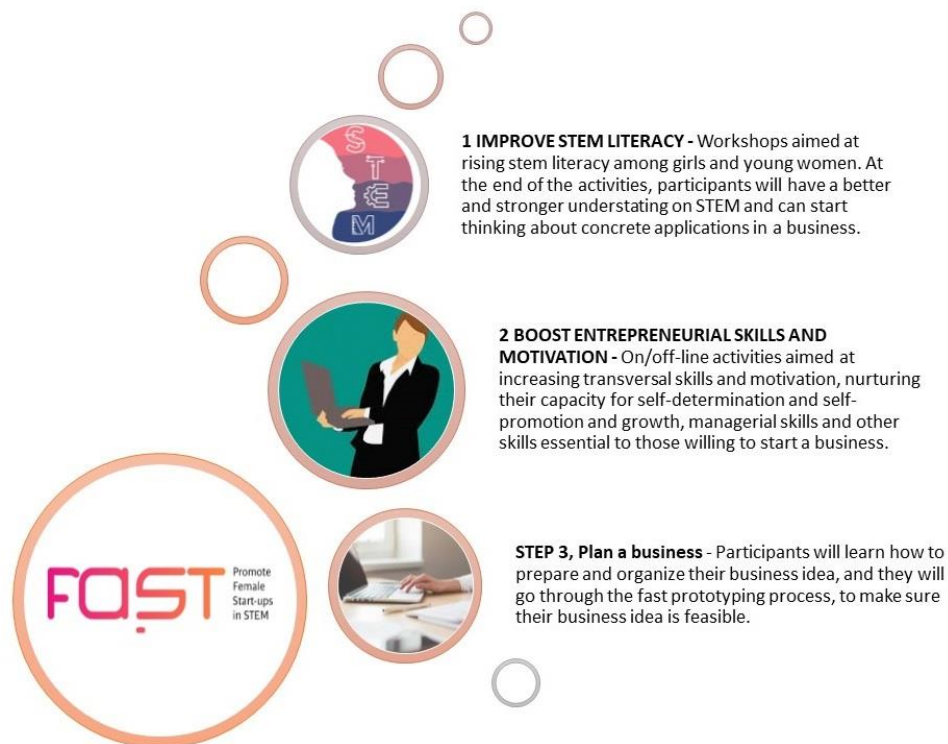 S
T
E
M
1 IMPROVE STEM LITERACY - Workshops aimed at
rising stem literacy among girls and young women. At
the end of the activities, participants will have a better
and stronger understating on STEM and can start
thinking about concrete applications in a business.
2 BOOST ENTREPRENEURIAL SKILLS AND
MOTIVATION - On/off-line activities aimed at
increasing transversal skills and motivation, nurturing
their capacity for self-determination and self-
promotion and growth, managerial skills and other
skills essential to those willing to start a business.
FAST
Promote
Female
Start-ups
in STEM
STEP 3, Plan a business - Participants will learn how to
prepare and organize their business idea, and they will
go through the fast prototyping process, to make sure
their business idea is feasible.